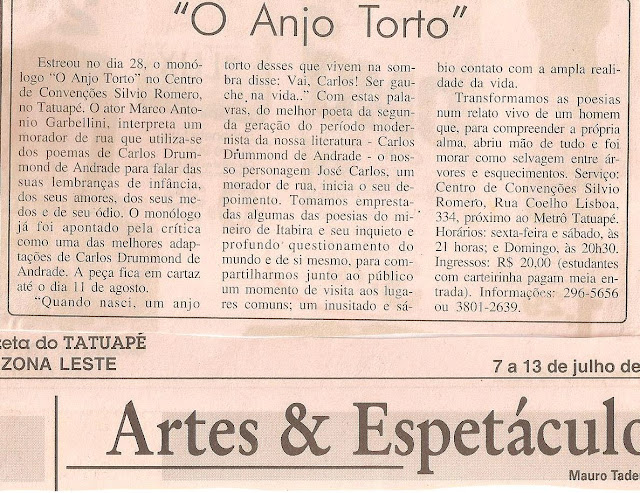 “O Anjo Torto”
Estreou no dia 28, o monó-
logo “O Anjo Torto” no Centro
de Convenções Silvio Romero,
no Tatuapé. O ator Marco Anto-
nio Garbellini, interpreta um
morador de rua que utiliza-se
dos poemas de Carlos Drum-
mond de Andrade para falar das
suas lembranças de infância,
dos seus amores, dos seus me-
dos e de seu ódio. O monólogo
já foi apontado pela crítica
como uma das melhores adap-
tações de Carlos Drummond de
Andrade. A peça fica em cartaz
até o dia 11 de agosto.
“Quando nasci, um anjo
torto desses que vivem na som-
bra disse: Vai, Carlos! Ser gau-
che na vida..” Com estas pala-
vras, do melhor poeta da segun-
da geração do período moder-
nista da nossa literatura - Carlos
Drummond de Andrade - o nos-
so personagem José Carlos, um
morador de rua, inicia o seu de-
poimento. Tomamos empresta-
das algumas das poesias do mi-
neiro de Itabira e seu inquieto e
profundo questionamento do
mundo e de si mesmo, para com-
partilharmos junto ao público
um momento de visita aos luga-
res comuns; um inusitado e sá-
bio contato com a ampla reali-
dade da vida.
Transformamos as poesias
num relato vivo de um homem
que, para compreender a própria
alma, abriu mão de tudo e foi
morar como selvagem entre ár-
vores e esquecimentos. Serviço:
Centro de Convenções Silvio
Romero, Rua Coelho Lisboa,
334, próximo ao Metrô Tatuapé.
Horários: sexta-feira e sábado, às
21 horas; e Domingo, às 20h30.
Ingressos: R$ 20,00 (estudantes
com carteirinha pagam meia en-
trada). Informações: 296-5656
ou 3801-2639.
zeta do TATUAPÉ
ZONA LESTE
7 a 13 de julho de
Artes & Espetáculo
Mauro Tade